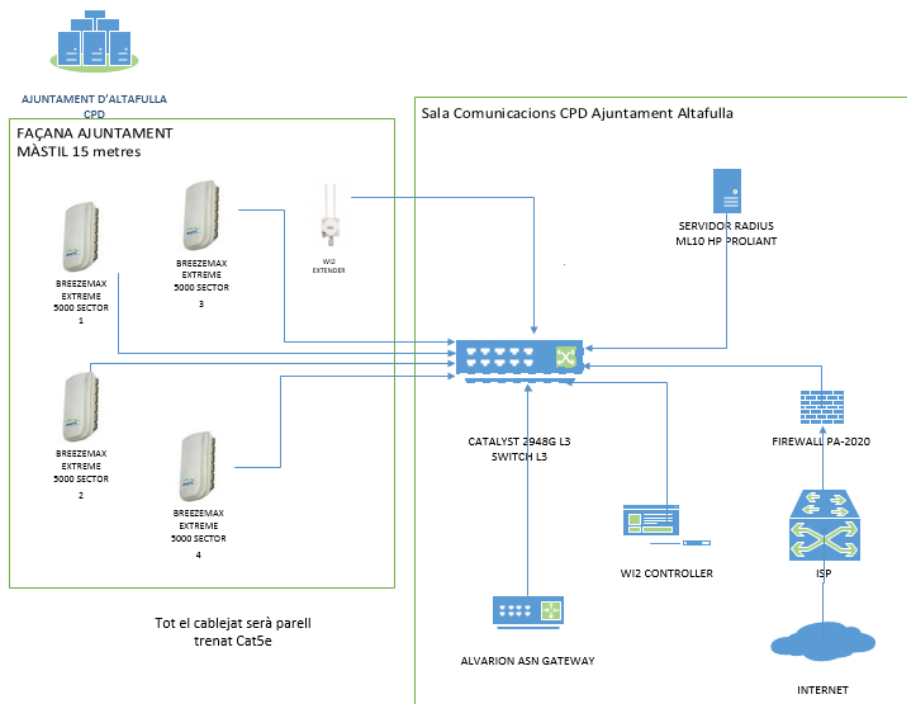 AJUNTAMENT D'ALTAFULLA
CPD
FAÇANA AJUNTAMENT
MÀSTIL 15 metres
BREEZEMAX
EXTREME
5000 SECTOR
1
BREEZEMAX
EXTREME
5000 SECTOR
3
WI2
EXTENDER
BREEZEMAX
EXTREME
5000 SECTOR
2
BREEZEMAX
EXTREME
5000 SECTOR
4
Tot el cablejat serà parell
trenat Cat5e
Sala Comunicacions CPD Ajuntament Altafulla
SERVIDOR RADIUS
ML10 HP PROLIANT
CATALYST 2948G L3
SWITCH L3
FIREWALL PA-2020
WI2 CONTROLLER
ISP
ALVARION ASN GATEWAY
INTERNET